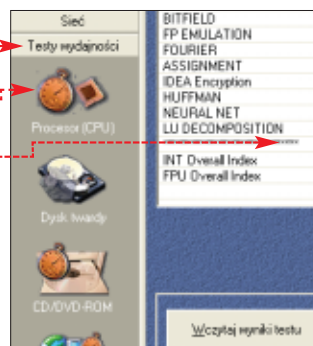 Sieć
Testy wydajności
Procesor (CPU)
Dysk twardy
CD/DVD-ROM
BITFIELD
FP EMULATION
FOURIER
ASSIGNMENT
IDEA Encryption
HUFFMAN
NEURAL NET
LU DECOMPOSITION
INT Overall Index
FPU Overall Index
Wczytaj wyniki testu